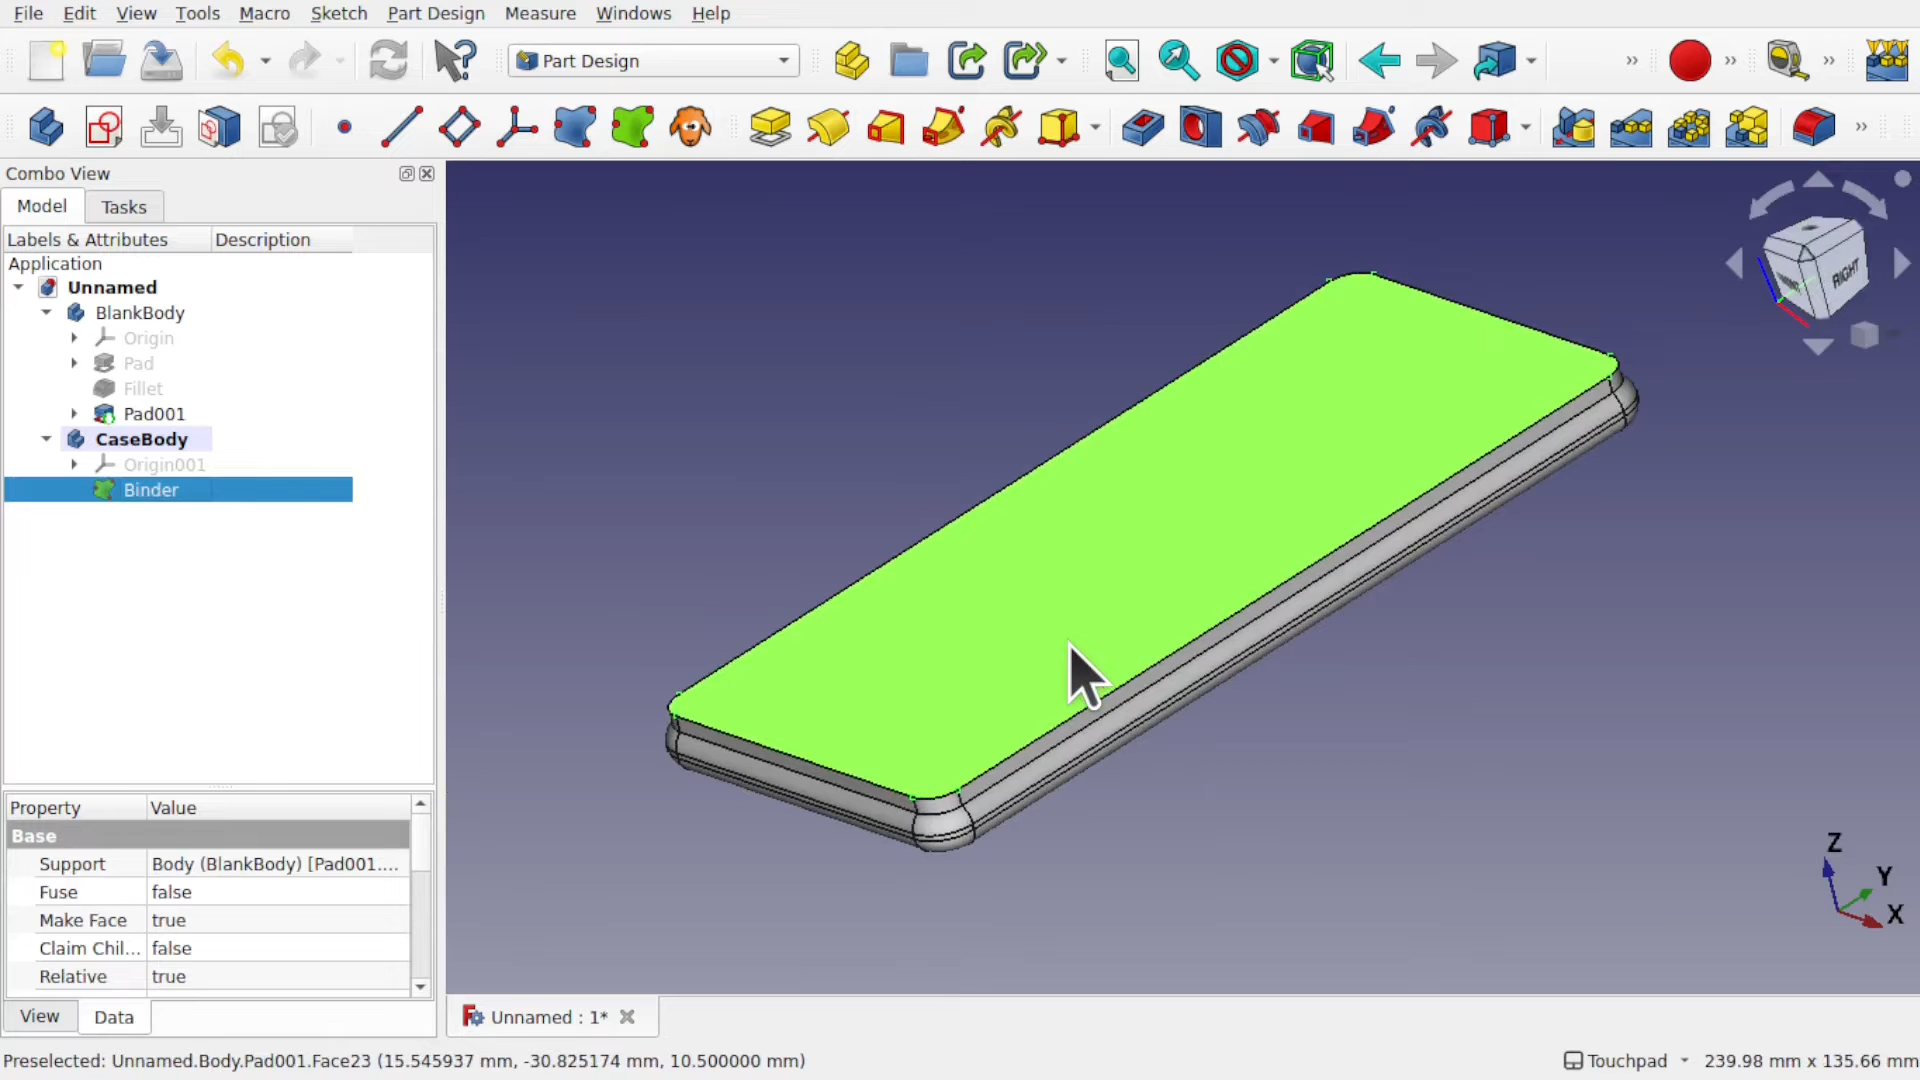 File Edit View Tools Macro Sketch Part Design Measure Windows Help
Part Design
Combo View
Model Tasks
Labels & Attributes Description
Application
Unnamed
BlankBody
Origin
Pad
Fillet
Pad001
CaseBody
Origin001
Binder
RIGHT
Property Value
Base
Support Body (BlankBody) [Pad001....
Fuse false
Make Face true
Claim Chil... false
Relative true
Z
Y
X
View Data
Unnamed : 1*
Preselected: Unnamed.Body.Pad001.Face23 (15.545937 mm, -30.825174 mm, 10.500000 mm)
Touchpad 239.98 mm x 135.66 mm